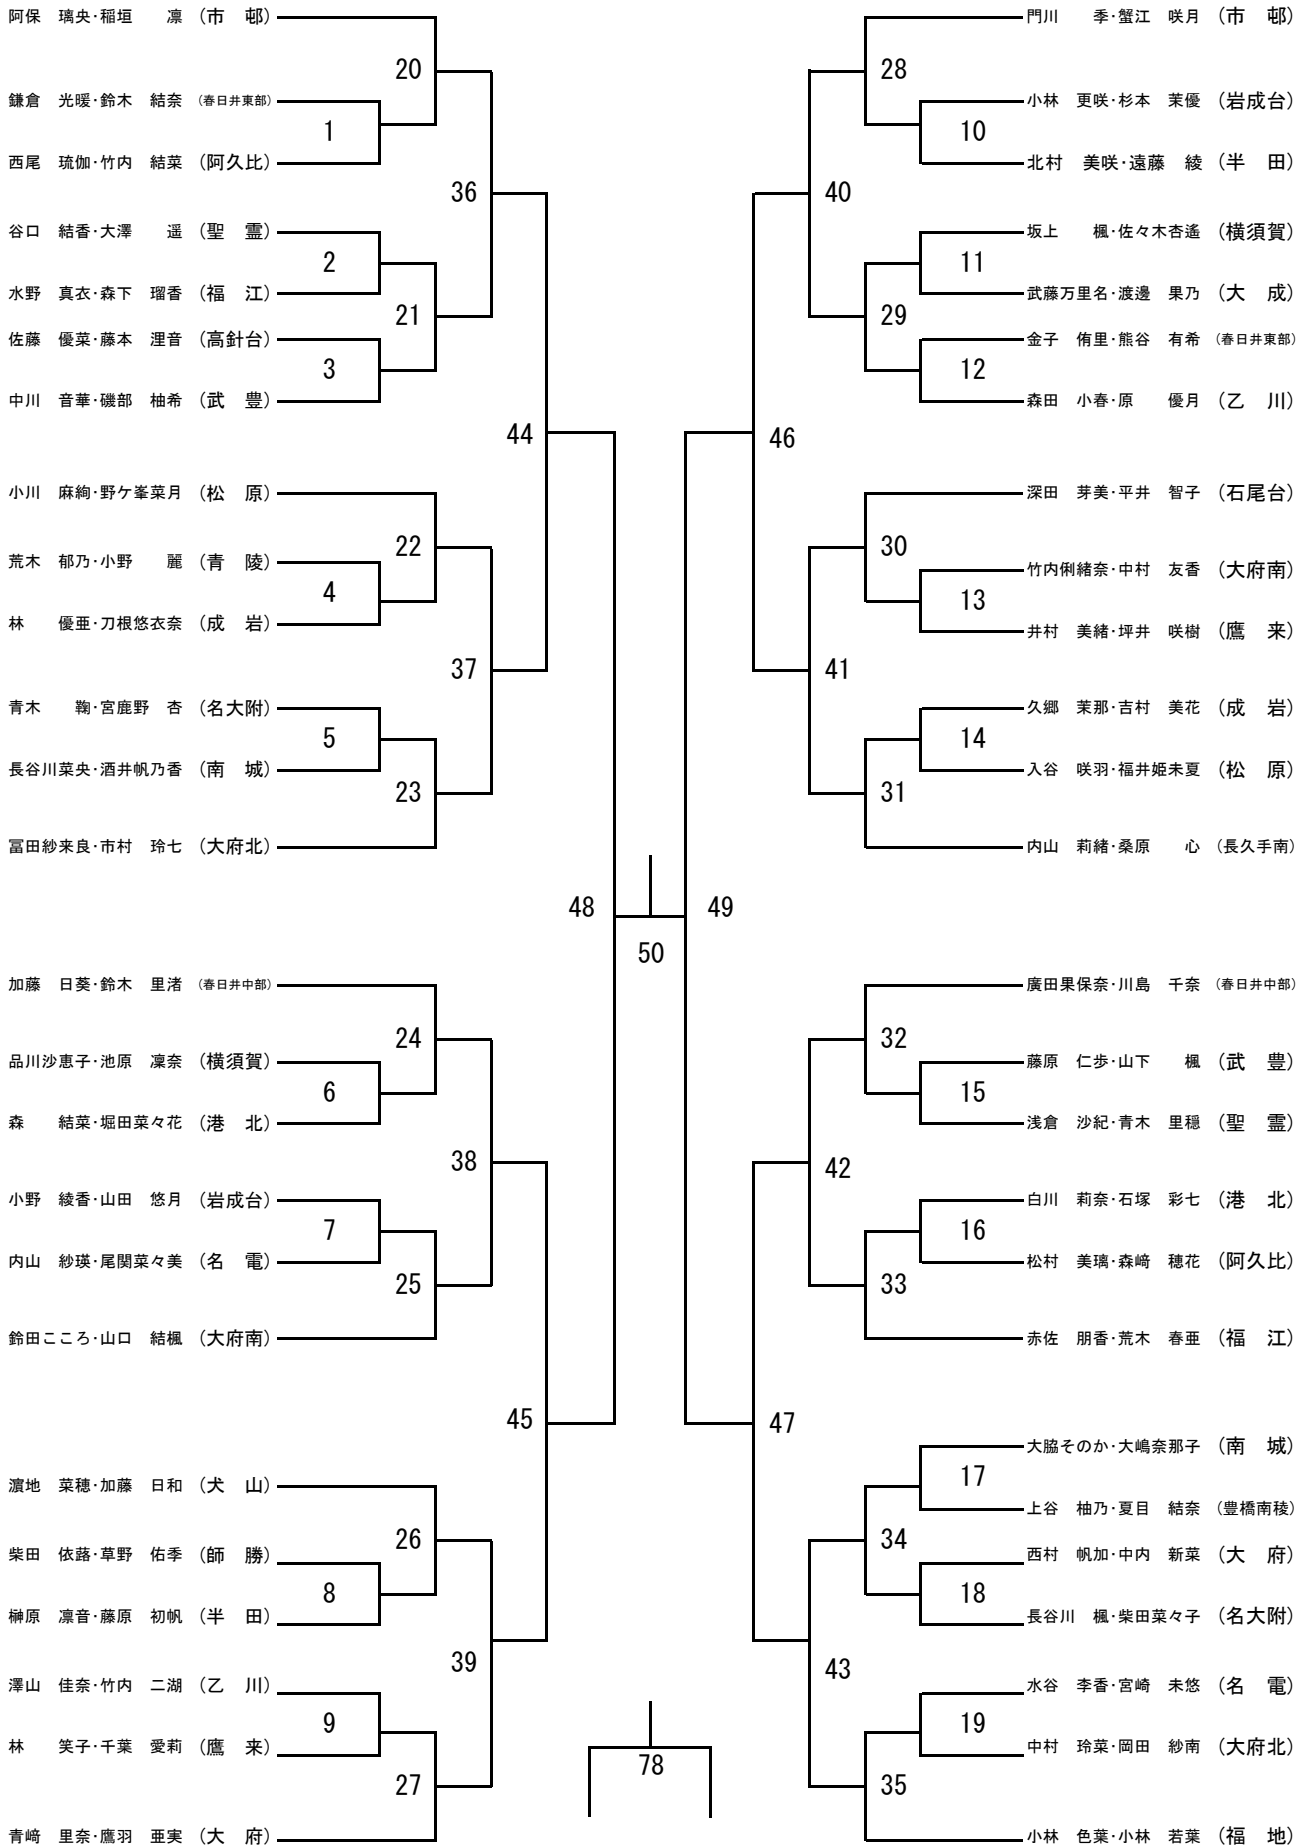 阿保　璃央・稲垣　　凛　（市　邨）
20
鎌倉　光暖・鈴木　結奈　（春日井東部）
1
西尾　琉伽・竹内　結菜　（阿久比）
36
谷口　結香・大澤　　遥　（聖　霊）
2
水野　真衣・森下　瑠香　（福　江）
21
佐藤　優菜・藤本　浬音　（高針台）
3
中川　音華・磯部　柚希　（武　豊）
44
小川　麻絢・野ケ峯菜月　（松　原）
22
荒木　郁乃・小野　　麗　（青　陵）
4
林　　優亜・刀根悠衣奈　（成　岩）
37
青木　　鞠・宮鹿野　杏　（名大附）
5
長谷川菜央・酒井帆乃香　（南　城）
23
冨田紗来良・市村　玲七　（大府北）
48
加藤　日葵・鈴木　里渚　（春日井中部）
24
品川沙恵子・池原　凜奈　（横須賀）
6
森　　結菜・堀田菜々花　（港　北）
38
小野　綾香・山田　悠月　（岩成台）
7
内山　紗瑛・尾関菜々美　（名　電）
25
鈴田こころ・山口　結楓　（大府南）
45
濵地　菜穂・加藤　日和　（犬　山）
26
柴田　依蕗・草野　佑季　（師　勝）
8
榊原　凛音・藤原　初帆　（半　田）
39
澤山　佳奈・竹内　二湖　（乙　川）
9
林　　笑子・千葉　愛莉　（鷹　来）
27
青﨑　里奈・鷹羽　亜実　（大　府）
50
78
門川　　季・蟹江　咲月　（市　邨）
28
小林　更咲・杉本　茉優　（岩成台）
10
北村　美咲・遠藤　綾　（半　田）
40
坂上　　楓・佐々木杏遙　（横須賀）
11
武藤万里名・渡邊　果乃　（大　成）
29
金子　侑里・熊谷　有希　（春日井東部）
12
森田　小春・原　　優月　（乙　川）
46
深田　芽美・平井　智子　（石尾台）
30
竹内俐緒奈・中村　友香　（大府南）
13
井村　美緒・坪井　咲樹　（鷹　来）
41
久郷　茉那・吉村　美花　（成　岩）
14
入谷　咲羽・福井姫未夏　（松　原）
31
内山　莉緒・桑原　　心　（長久手南）
49
廣田果保奈・川島　千奈　（春日井中部）
32
藤原　仁歩・山下　　楓　（武　豊）
15
浅倉　沙紀・青木　里穏　（聖　霊）
42
白川　莉奈・石塚　彩七　（港　北）
16
松村　美璃・森﨑　穂花　（阿久比）
33
赤佐　朋香・荒木　春亜　（福　江）
47
大脇そのか・大嶋奈那子　（南　城）
17
上谷　柚乃・夏目　結奈　（豊橋南稜）
34
西村　帆加・中内　新菜　（大　府）
18
長谷川　楓・柴田菜々子　（名大附）
43
水谷　李香・宮崎　未悠　（名　電）
19
中村　玲菜・岡田　紗南　（大府北）
35
小林　色葉・小林　若葉　（福　地）